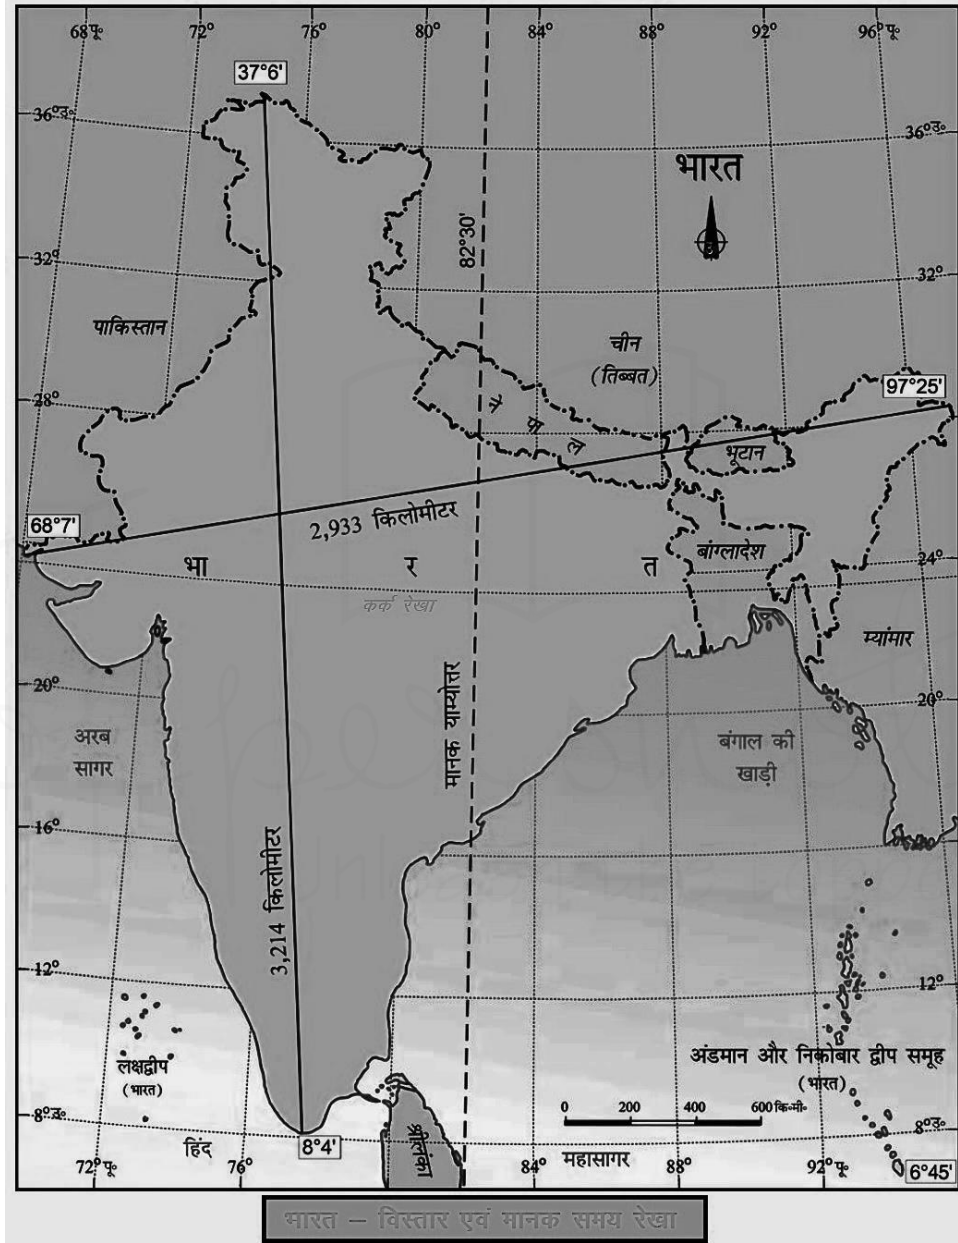 68°पू॰ 72° 76° 80° 84° 88° 92° 96°पू॰
37°6'
36°उ॰ 36°उ॰
भारत
82°30'
32° 32°
पाकिस्तान
चीन
(तिब्बत)
97°25'
28°
नेपाल
भूटान
68°7'
2,933 किलोमीटर
बांग्लादेश
भा र त
24°
कर्क रेखा
म्यांमार
मानक याम्योत्तर
20° 20°
अरब
सागर
बंगाल की
खाड़ी
16°
3,214 किलोमीटर
12° 12°
लक्षद्वीप
(भारत)
अंडमान और निकोबार द्वीप समूह
(भारत)
0 200 400 600 कि॰मी॰
8°उ॰ 8°उ॰
हिंद
8°4'
श्रीलंका
महासागर
6°45'
72°पू॰ 76° 84° 88° 92°पू॰
भारत – विस्तार एवं मानक समय रेखा